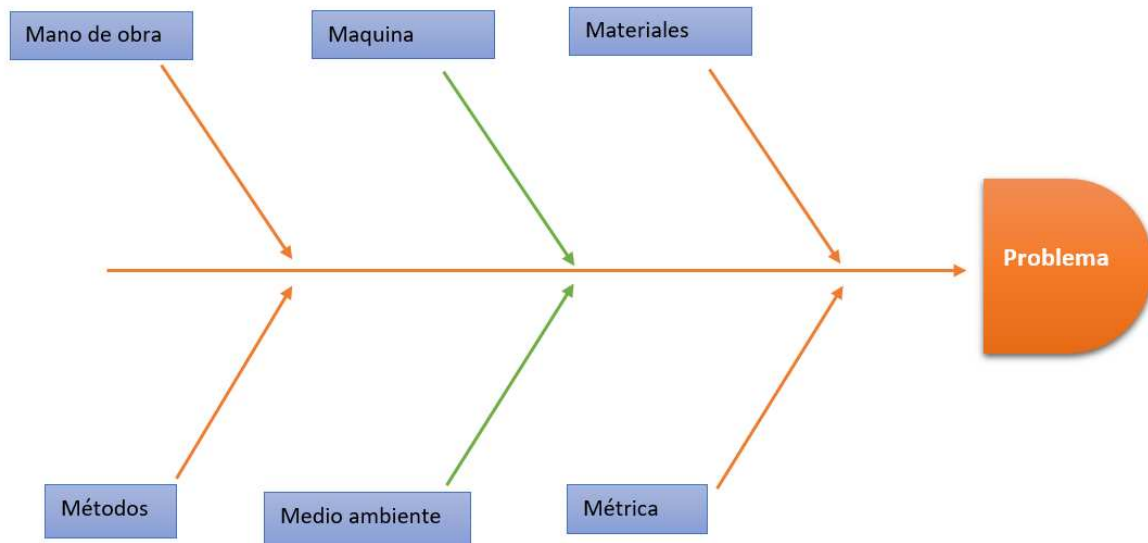 Mano de obra
Maquina
Materiales
Problema
Métodos
Medio ambiente
Métrica